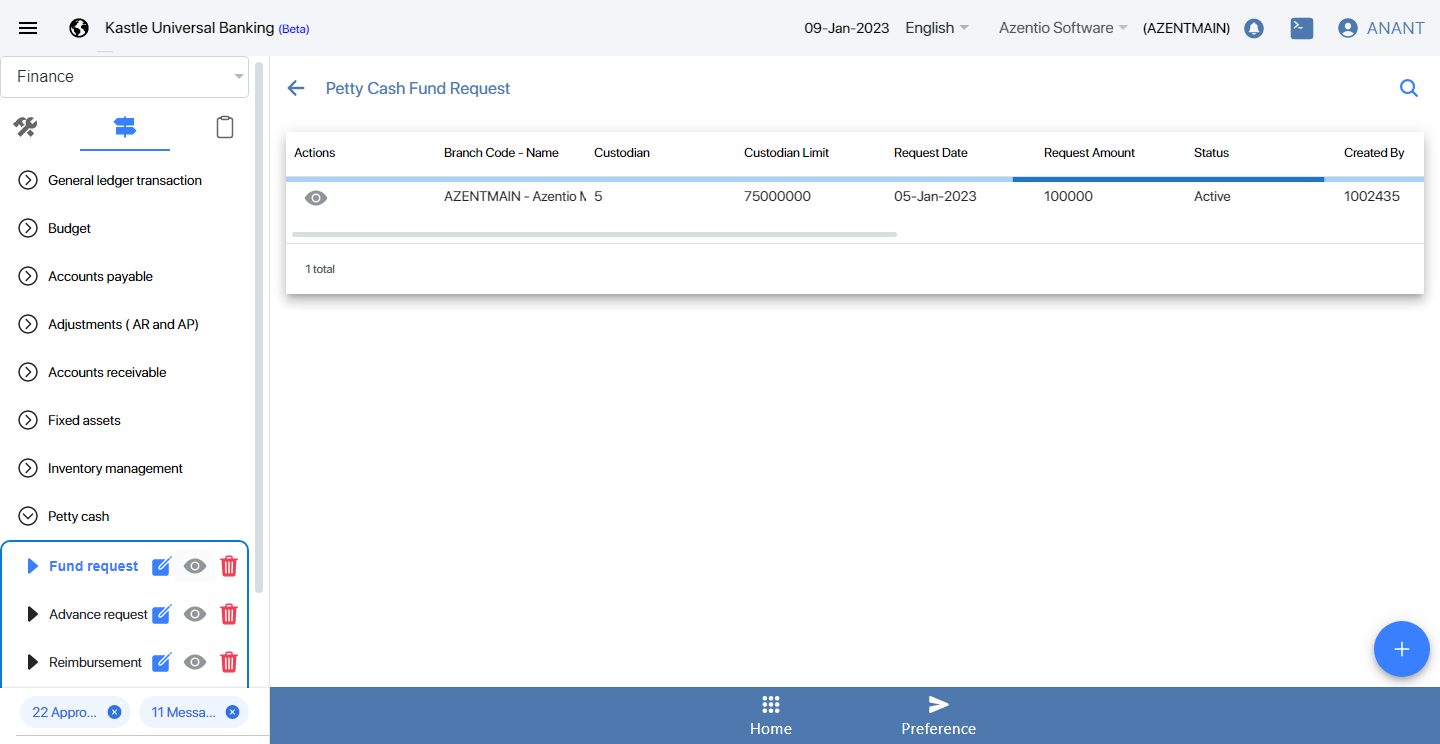 Kastle Universal Banking (Beta)
09-Jan-2023 English Azentio Software (AZENTMAIN) ANANT
Finance
Petty Cash Fund Request
General ledger transaction
Budget
Accounts payable
Adjustments ( AR and AP)
Accounts receivable
Fixed assets
Inventory management
Petty cash
Fund request
Advance request
Reimbursement
22 Appro...
11 Messa...
Actions Branch Code - Name Custodian Custodian Limit Request Date Request Amount Status Created By
AZENTMAIN - Azentio M 5 75000000 05-Jan-2023 100000 Active 1002435
1 total
Home Preference